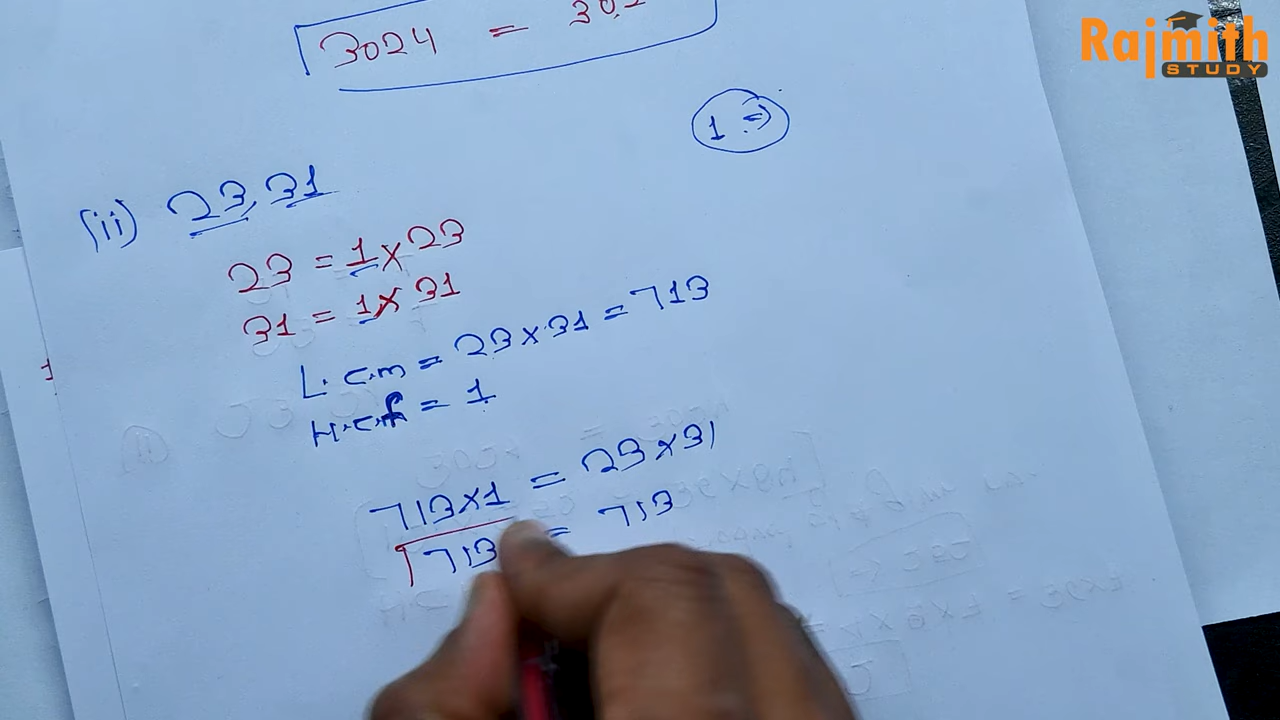 Rajmith
STUDY
3024 =
1 ⇒
(ii) 23, 31
23 = 1 × 23
31 = 1 × 31
L.c.m = 23 × 31 = 713
H.c.f = 1
713 × 1 = 23 × 31
713 = 713